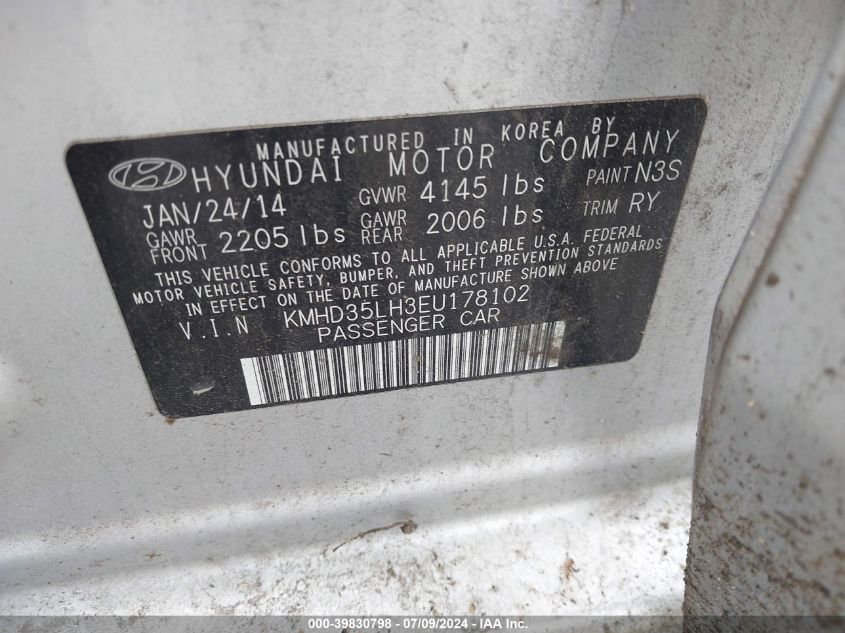 MANUFACTURED IN KOREA BY
HYUNDAI MOTOR COMPANY
JAN/24/14 GVWR 4145 lbs PAINT N3S
GAWR FRONT 2205 lbs GAWR REAR 2006 lbs TRIM RY
THIS VEHICLE CONFORMS TO ALL APPLICABLE U.S.A. FEDERAL
MOTOR VEHICLE SAFETY, BUMPER, AND THEFT PREVENTION STANDARDS
IN EFFECT ON THE DATE OF MANUFACTURE SHOWN ABOVE
V.I.N KMHD35LH3EU178102
PASSENGER CAR
000-39830798 - 07/09/2024 - IAA Inc.